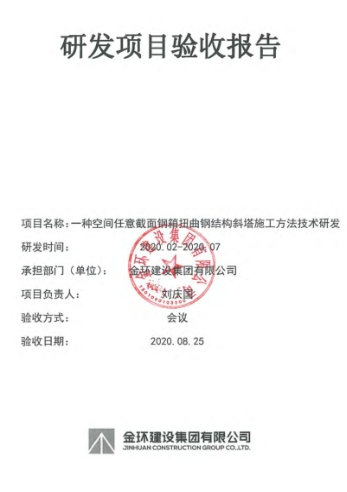 研发项目验收报告
项目名称：一种空间任意截面钢箱扭曲钢结构斜塔施工方法技术研发
研发时间： 2020.02-2020.07
承担部门（单位）： 金环建设集团有限公司
项目负责人： 刘庆国
验收方式： 会议
验收日期： 2020.08.25
金环建设集团有限公司
JINHUAN CONSTRUCTION GROUP CO.,LTD.